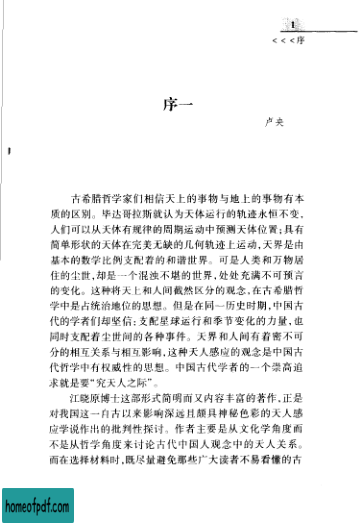 1
<<<序
序一
卢央
古希腊哲学家们相信天上的事物与地上的事物有本
质的区别。毕达哥拉斯就认为天体运行的轨迹永恒不变,
人们可以从天体有规律的周期运动中预测天体位置;具有
简单形状的天体在完美无缺的几何轨迹上运动,天界是由
基本的数学比例支配着的和谐世界。可是人类和万物居
住的尘世,却是一个混浊不堪的世界,处处充满不可预言
的变化。这种将天上和人间截然区分的观念,在古希腊哲
学中是占统治地位的思想。但是在同一历史时期,中国古
代的学者们却坚信:支配星球运行和季节变化的力量,也
同时支配着尘世间的各种事件。天界和人间有着密不可
分的相互关系与相互影响,这种天人感应的观念是中国古
代哲学中有权威性的思想。中国古代学者的一个崇高追
求就是要“究天人之际”。
江晓原博士这部形式简明而又内容丰富的著作,正是
对我国这一自古以来影响深远且颇具神秘色彩的天人感
应学说作出的批判性探讨。作者主要是从文化学角度而
不是从哲学角度来讨论古代中国人观念中的天人关系。
而在选择材料时,既尽量避免那些广大读者不易看懂的古
homeofpdf.com